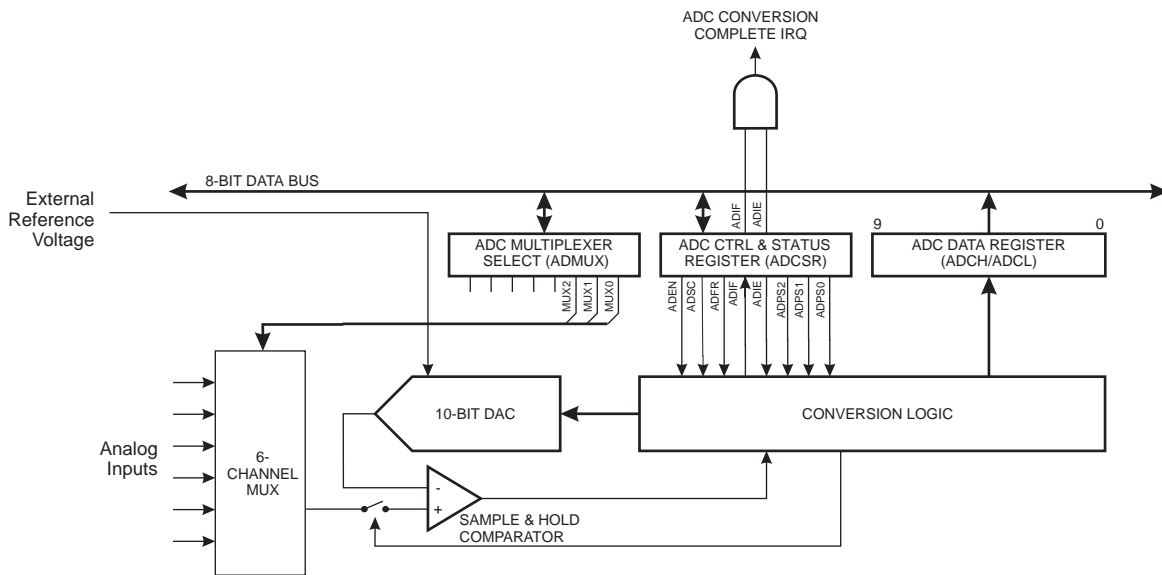 ADC CONVERSION
COMPLETE IRQ
8-BIT DATA BUS
External
Reference
Voltage
ADIF
ADIE
9
0
ADC MULTIPLEXER
SELECT (ADMUX)
ADC CTRL & STATUS
REGISTER (ADCSR)
ADC DATA REGISTER
(ADCH/ADCL)
MUX2
MUX1
MUX0
ADEN
ADSC
ADFR
ADIF
ADIE
ADPS2
ADPS1
ADPS0
10-BIT DAC
CONVERSION LOGIC
Analog
Inputs
6-
CHANNEL
MUX
-
+
SAMPLE & HOLD
COMPARATOR